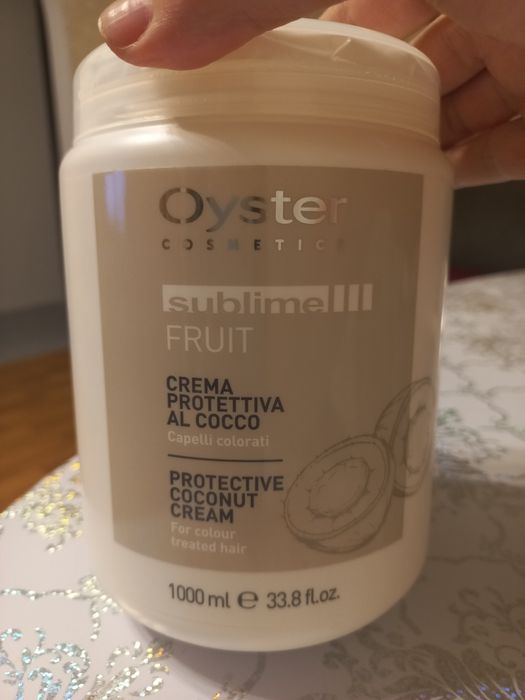 Oyster
COSMETICS
sublime
FRUIT
CREMA
PROTETTIVA
AL COCCO
Capelli colorati
PROTECTIVE
COCONUT
CREAM
For colour
treated hair
1000 ml ℮ 33.8 fl.oz.